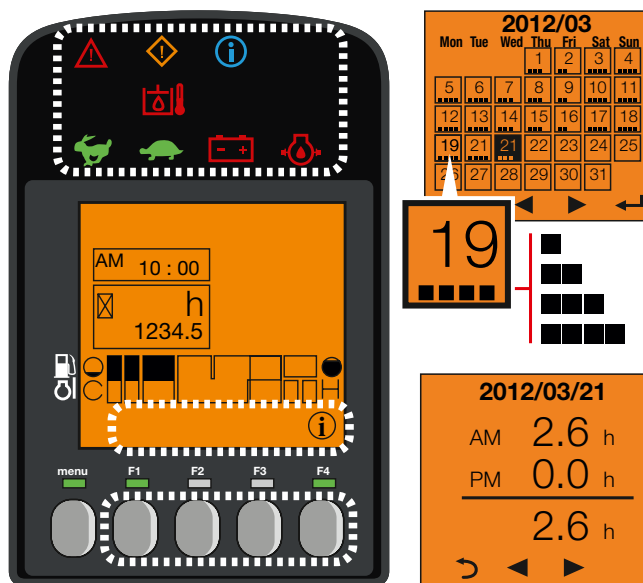 AM 10 : 00
h
1234.5
C H
i
menu F1 F2 F3 F4
2012/03
Mon Tue Wed Thu Fri Sat Sun
1 2 3 4
5 6 7 8 9 10 11
12 13 14 15 16 17 18
19 21 21 22 23 24 25
26 27 28 29 30 31
19
2012/03/21
AM 2.6 h
PM 0.0 h
2.6 h